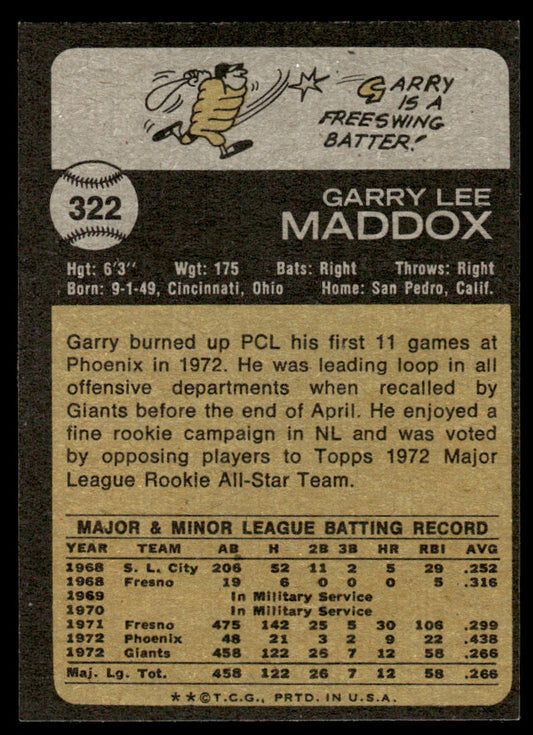 GARRY
IS A
FREESWING
BATTER!
322
GARRY LEE
MADDOX
Hgt: 6'3" Wgt: 175 Bats: Right Throws: Right
Born: 9-1-49, Cincinnati, Ohio Home: San Pedro, Calif.
Garry burned up PCL his first 11 games at
Phoenix in 1972. He was leading loop in all
offensive departments when recalled by
Giants before the end of April. He enjoyed a
fine rookie campaign in NL and was voted
by opposing players to Topps 1972 Major
League Rookie All-Star Team.
MAJOR & MINOR LEAGUE BATTING RECORD
YEAR TEAM AB H 2B 3B HR RBI AVG
1968 S. L. City 206 52 11 2 5 29 .252
1968 Fresno 19 6 0 0 0 5 .316
1969 In Military Service
1970 In Military Service
1971 Fresno 475 142 25 5 30 106 .299
1972 Phoenix 48 21 3 2 9 22 .438
1972 Giants 458 122 26 7 12 58 .266
Maj. Lg. Tot. 458 122 26 7 12 58 .266
**©T.C.G., PRTD. IN U.S.A.